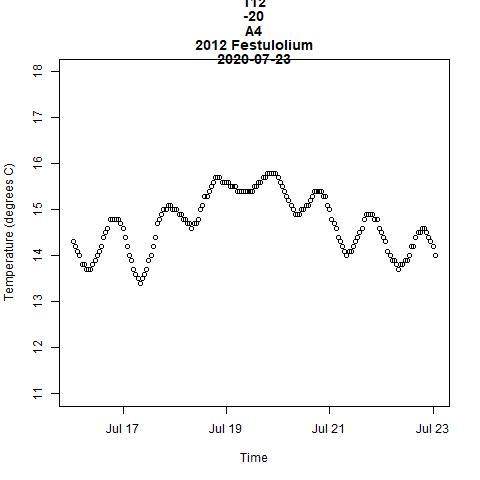 T12
-20
A4
2012 Festulolium
2020-07-23
18
17
16
15
14
13
12
11
Temperature (degrees C)
Jul 17
Jul 19
Jul 21
Jul 23
Time